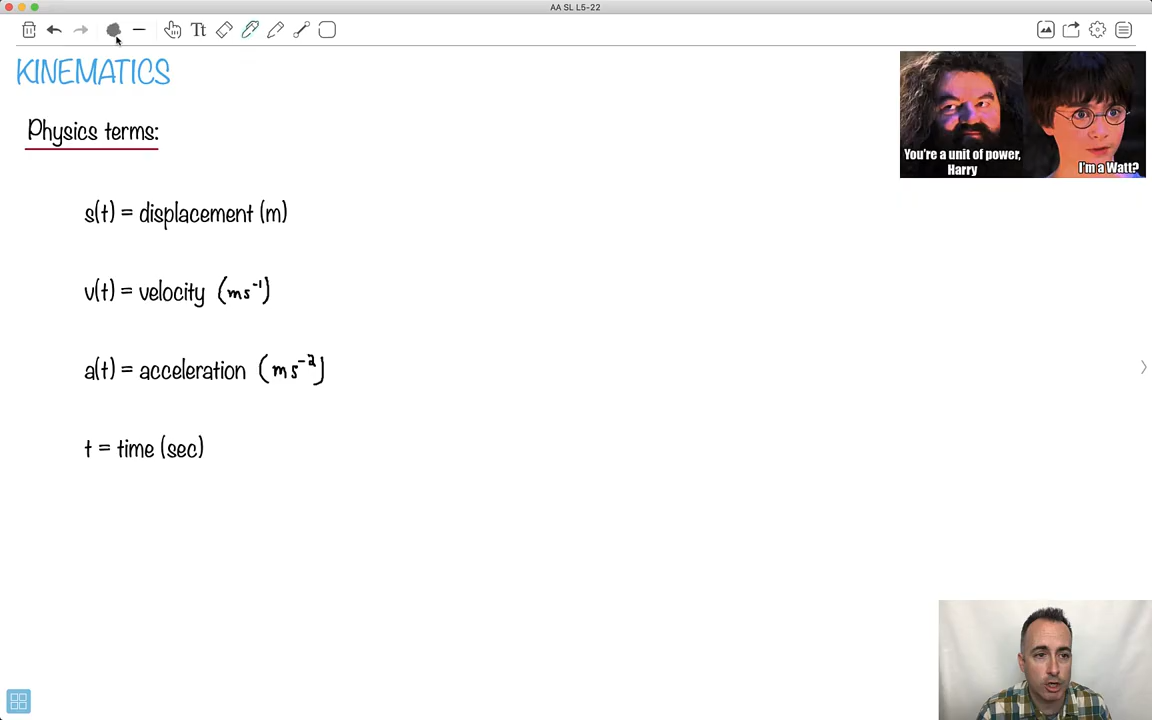 AA SL L5-22
Tt
KINEMATICS
Physics terms:
You're a unit of power,
Harry
I'm a Watt?
s(t) = displacement (m)
v(t) = velocity (ms⁻¹)
a(t) = acceleration (ms⁻²)
t = time (sec)